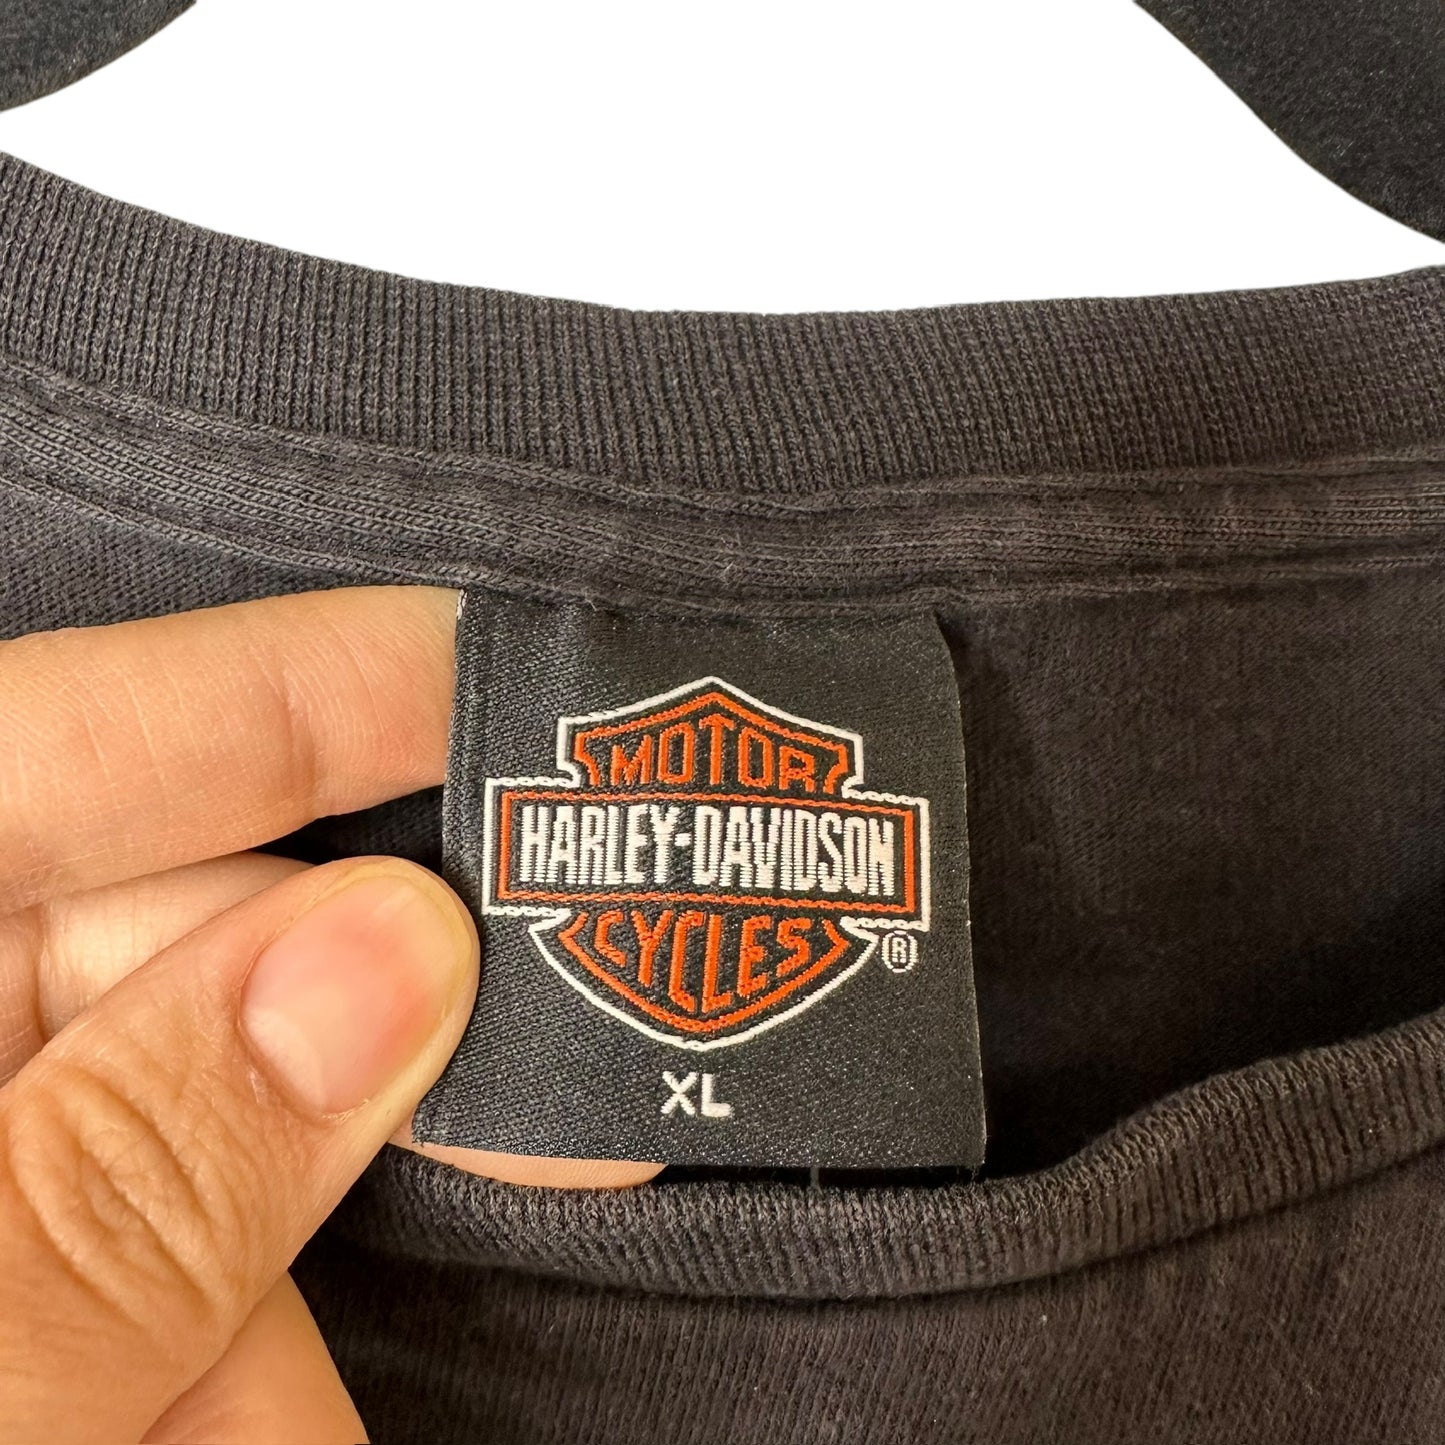 MOTOR
HARLEY-DAVIDSON
CYCLES
®
XL